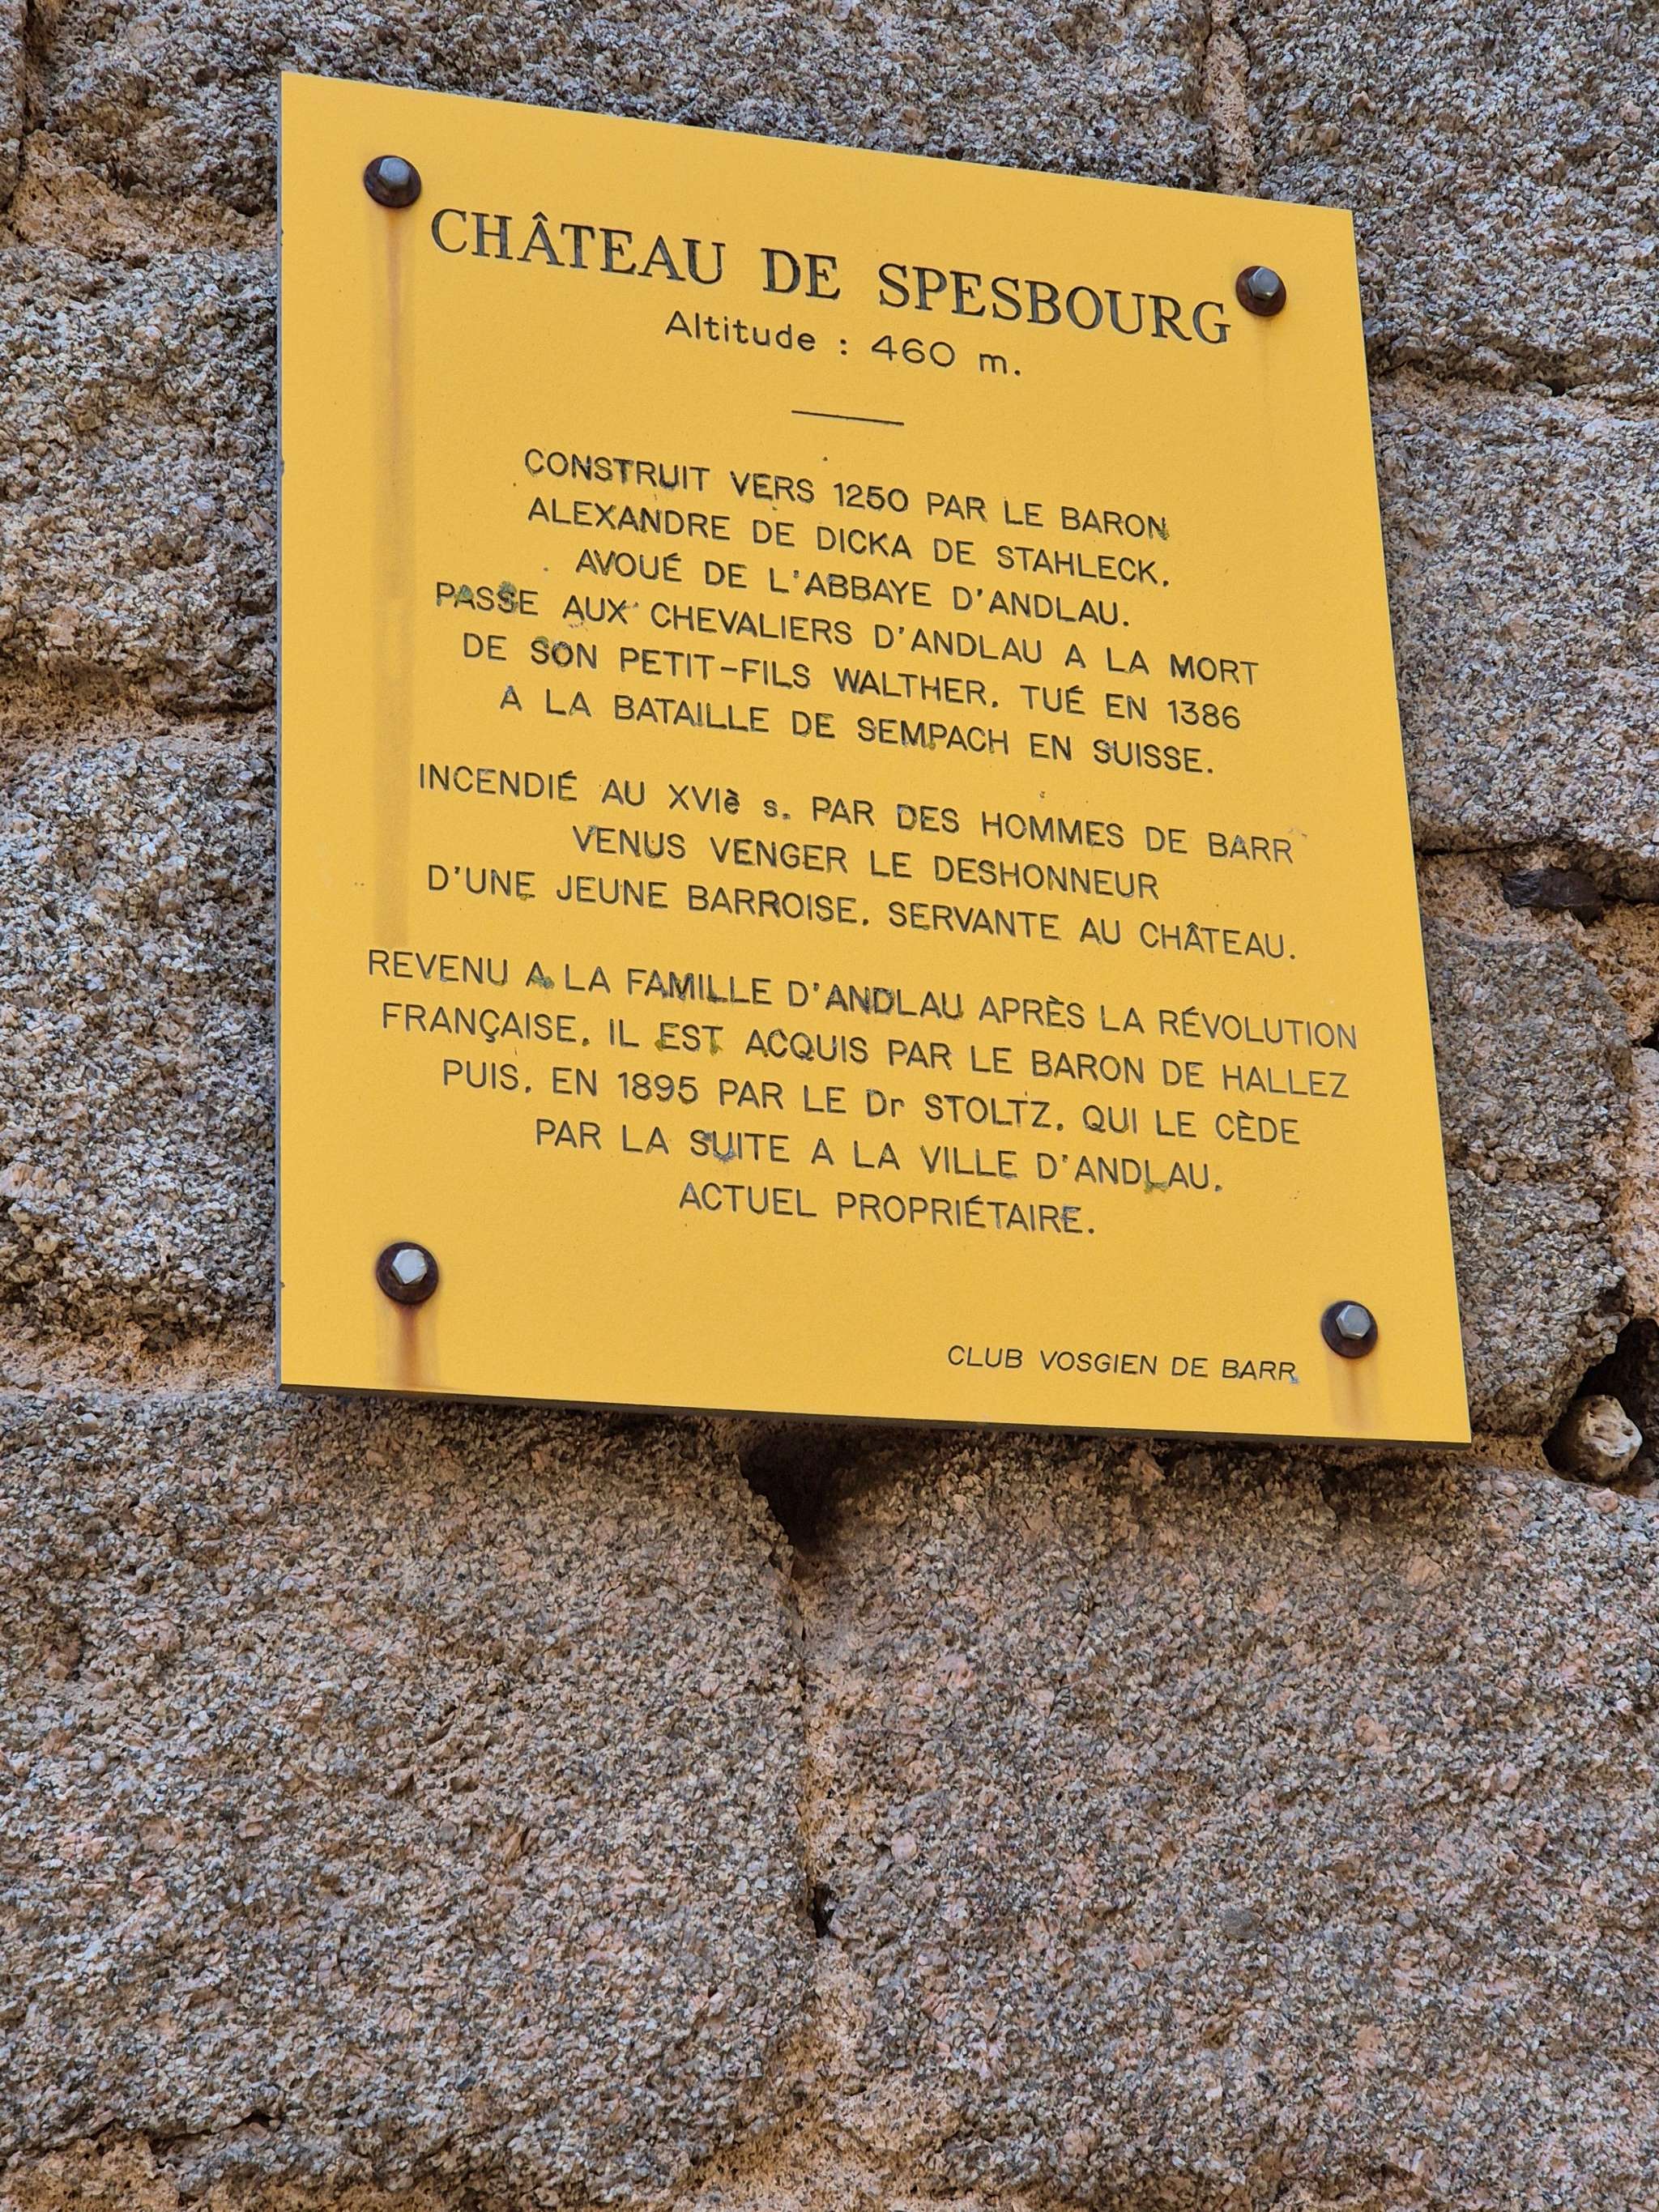 CHÂTEAU DE SPESBOURG
Altitude : 460 m.
CONSTRUIT VERS 1250 PAR LE BARON
ALEXANDRE DE DICKA DE STAHLECK,
AVOUÉ DE L'ABBAYE D'ANDLAU.
PASSE AUX CHEVALIERS D'ANDLAU A LA MORT
DE SON PETIT-FILS WALTHER, TUÉ EN 1386
A LA BATAILLE DE SEMPACH EN SUISSE.
INCENDIÉ AU XVIè s. PAR DES HOMMES DE BARR
VENUS VENGER LE DESHONNEUR
D'UNE JEUNE BARROISE, SERVANTE AU CHÂTEAU.
REVENU A LA FAMILLE D'ANDLAU APRÈS LA RÉVOLUTION
FRANÇAISE, IL EST ACQUIS PAR LE BARON DE HALLEZ
PUIS, EN 1895 PAR LE Dr STOLTZ, QUI LE CÈDE
PAR LA SUITE A LA VILLE D'ANDLAU,
ACTUEL PROPRIÉTAIRE.
CLUB VOSGIEN DE BARR